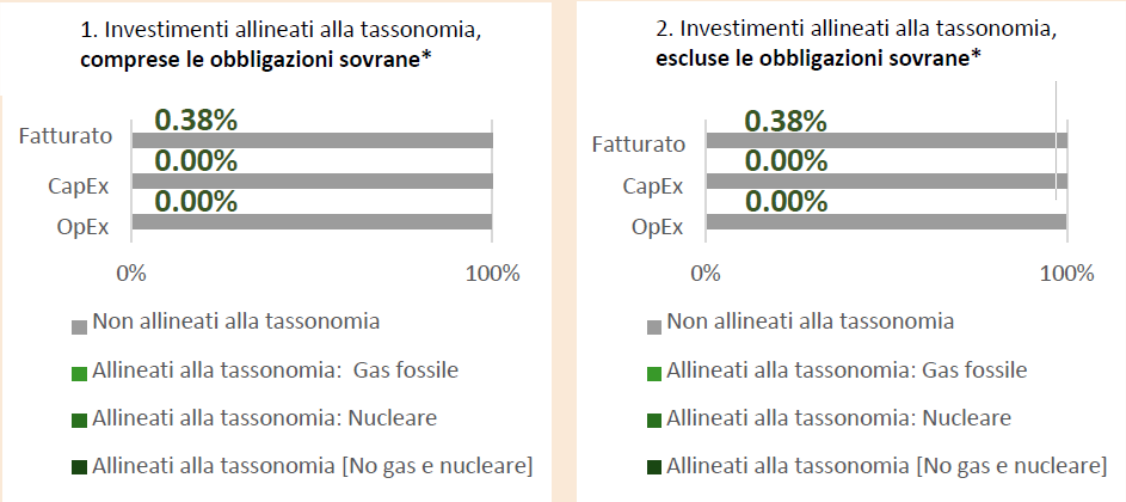 1. Investimenti allineati alla tassonomia,
comprese le obbligazioni sovrane*
0.38%
Fatturato
0.00%
CapEx
0.00%
OpEx
0%
100%
Non allineati alla tassonomia
Allineati alla tassonomia:  Gas fossile
Allineati alla tassonomia: Nucleare
Allineati alla tassonomia [No gas e nucleare]
2. Investimenti allineati alla tassonomia,
escluse le obbligazioni sovrane*
0.38%
Fatturato
0.00%
CapEx
0.00%
OpEx
0%
100%
Non allineati alla tassonomia
Allineati alla tassonomia: Gas fossile
Allineati alla tassonomia: Nucleare
Allineati alla tassonomia [No gas e nucleare]